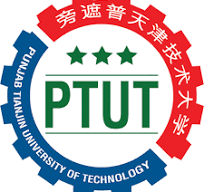 旁遮普天津技术大学
PTUT
PUNJAB TIANJIN UNIVERSITY OF TECHNOLOGY